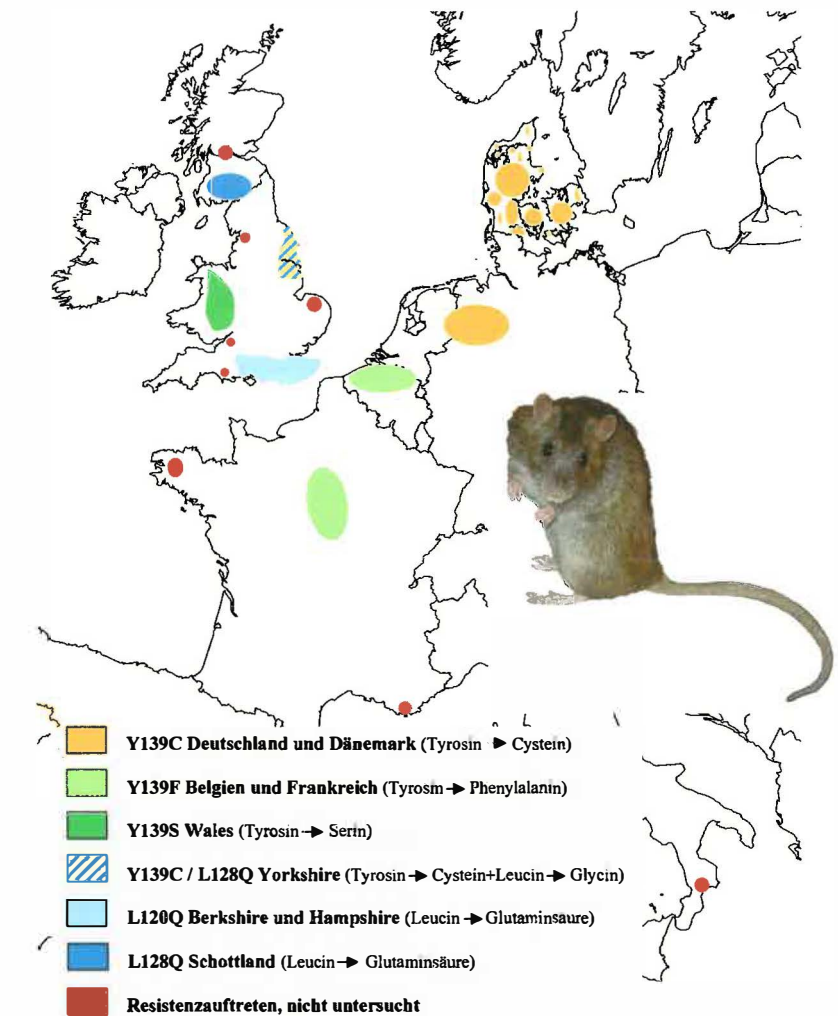 Y139C Deutschland und Dänemark (Tyrosin → Cystein)
Y139F Belgien und Frankreich (Tyrosin → Phenylalanin)
Y139S Wales (Tyrosin → Serin)
Y139C / L128Q Yorkshire (Tyrosin → Cystein+Leucin → Glycin)
L120Q Berkshire und Hampshire (Leucin → Glutaminsäure)
L128Q Schottland (Leucin → Glutaminsäure)
Resistenzauftreten, nicht untersucht